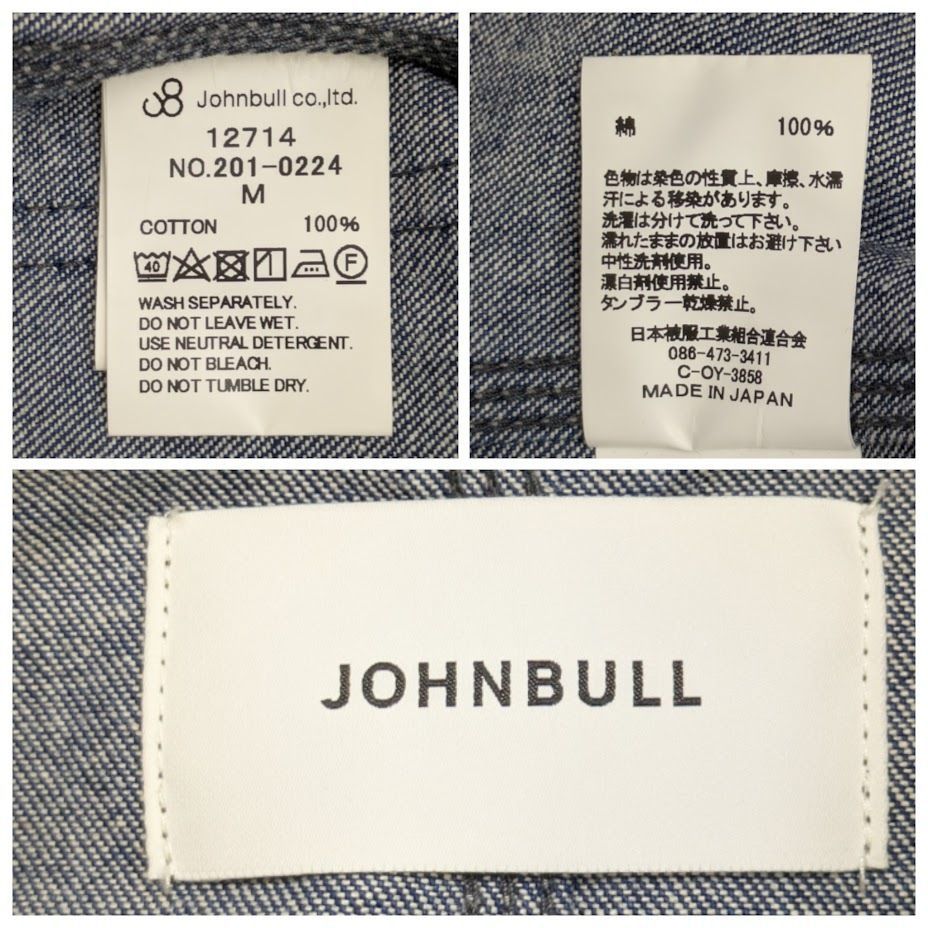 Johnbull co.,ltd.
12714
NO.201-0224
M
COTTON 100%
40
F
WASH SEPARATELY.
DO NOT LEAVE WET.
USE NEUTRAL DETERGENT.
DO NOT BLEACH.
DO NOT TUMBLE DRY.
綿 100%
色物は染色の性質上、摩擦、水濡
汗による移染があります。
洗濯は分けて洗って下さい。
濡れたままの放置はお避け下さい
中性洗剤使用。
漂白剤使用禁止。
タンブラー乾燥禁止。
日本被服工業組合連合会
086-473-3411
C-OY-3858
MADE IN JAPAN
JOHNBULL